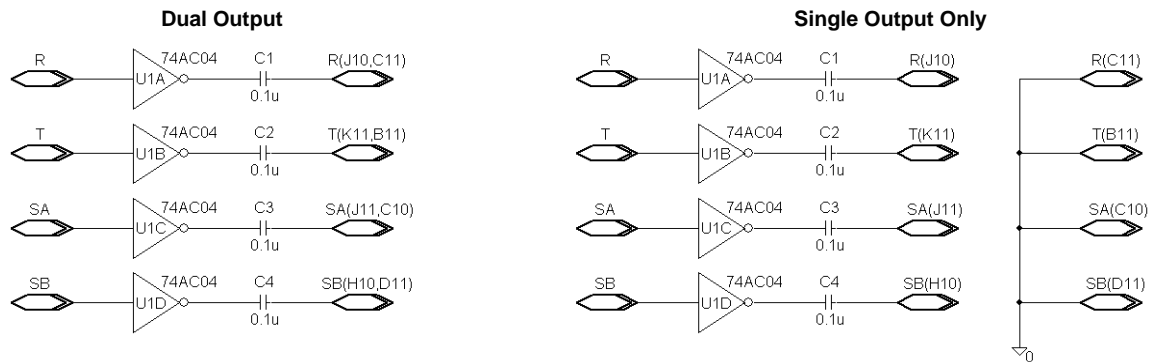 Dual Output
Single Output Only
R
74AC04
U1A
C1
0.1u
R(J10,C11)
T
74AC04
U1B
C2
0.1u
T(K11,B11)
SA
74AC04
U1C
C3
0.1u
SA(J11,C10)
SB
74AC04
U1D
C4
0.1u
SB(H10,D11)
R
74AC04
U1A
C1
0.1u
R(J10)
R(C11)
T
74AC04
U1B
C2
0.1u
T(K11)
T(B11)
SA
74AC04
U1C
C3
0.1u
SA(J11)
SA(C10)
SB
74AC04
U1D
C4
0.1u
SB(H10)
SB(D11)
0